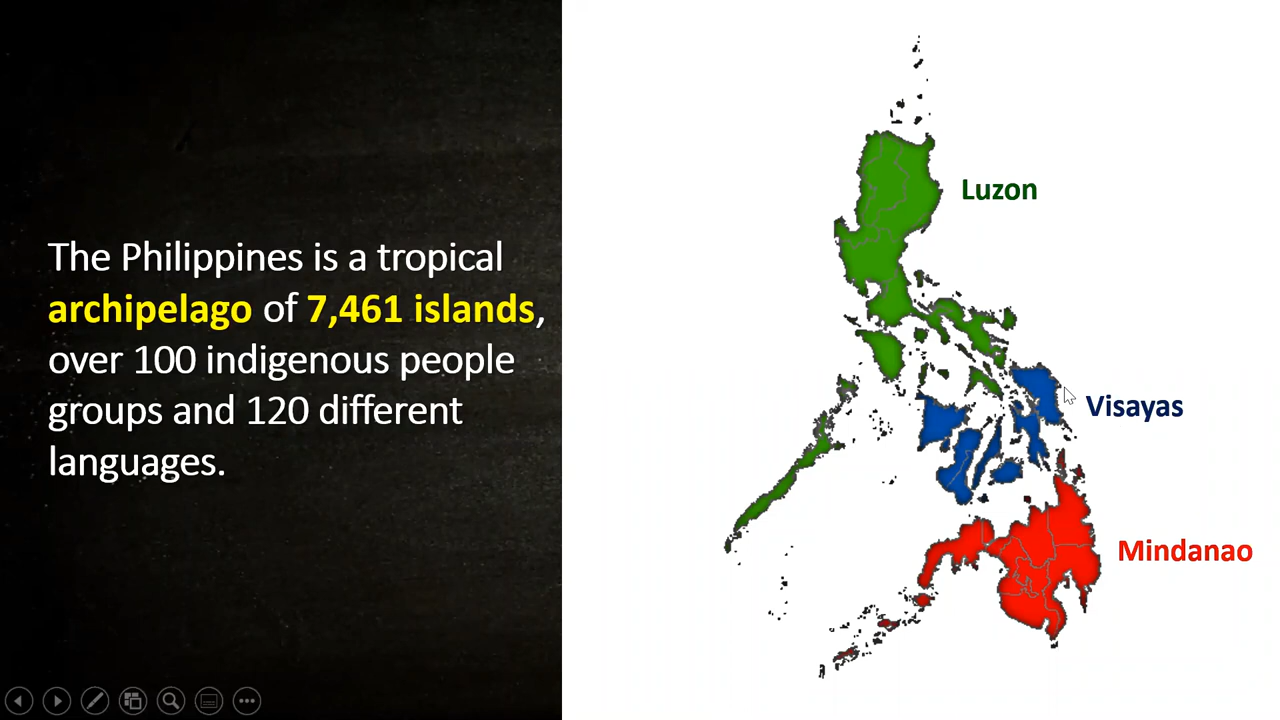 The Philippines is a tropical
archipelago of 7,461 islands,
over 100 indigenous people
groups and 120 different
languages.
Luzon
Visayas
Mindanao